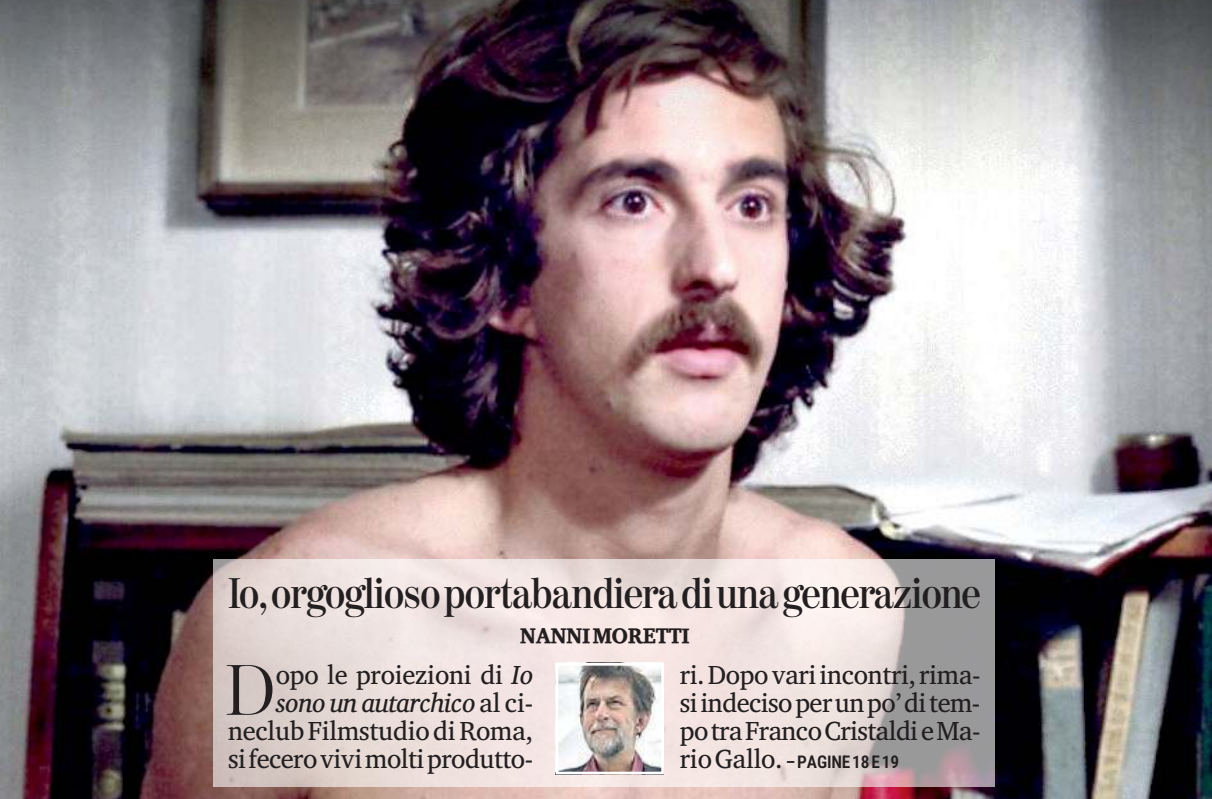 Io, orgoglioso portabandiera di una generazione
NANNI MORETTI
Dopo le proiezioni di Io
sono un autarchico al ci-
neclub Filmstudio di Roma,
si fecero vivi molti produtto-
ri. Dopo vari incontri, rima-
si indeciso per un po' di tem-
po tra Franco Cristaldi e Ma-
rio Gallo. – PAGINE 18 E 19